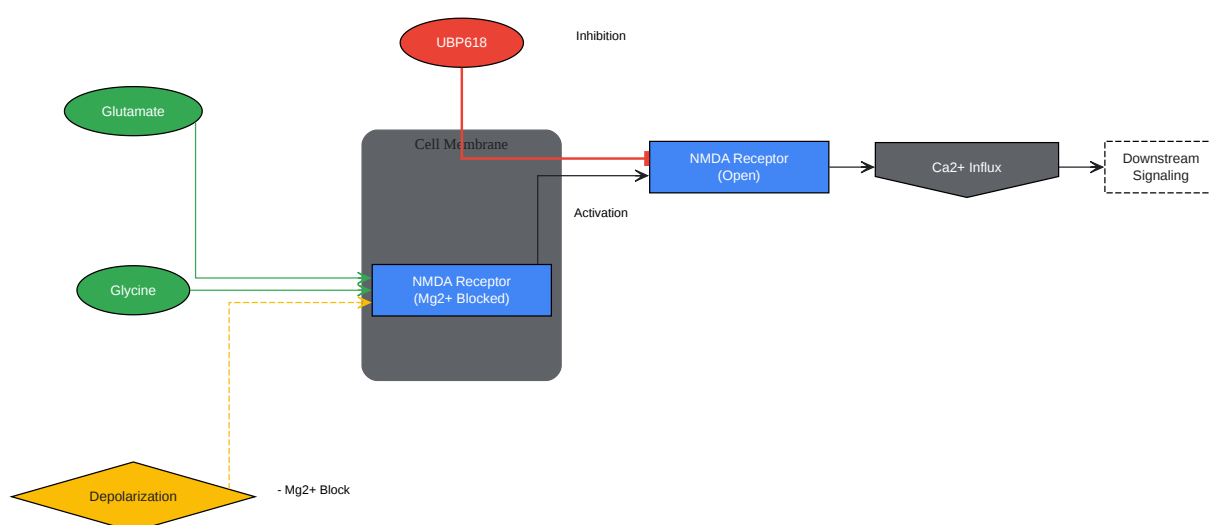 UBP618
Inhibition
Glutamate
Cell Membrane
NMDA Receptor
(Open)
Ca2+ Influx
Downstream
Signaling
Activation
Glycine
NMDA Receptor
(Mg2+ Blocked)
Depolarization
- Mg2+ Block